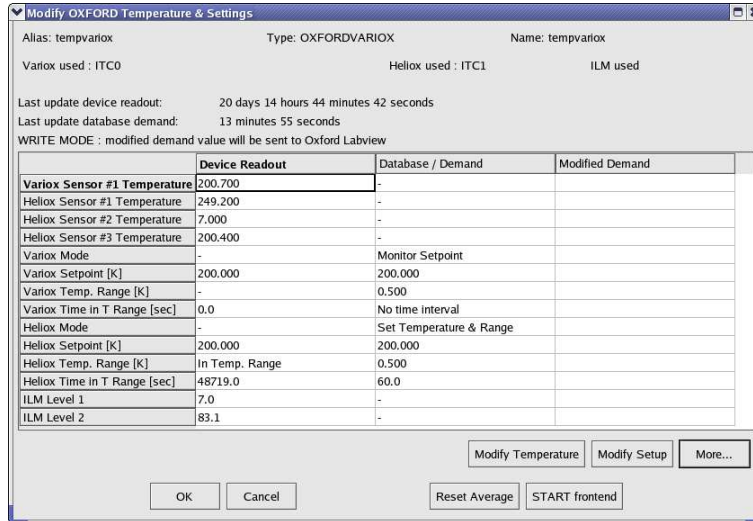 Modify OXFORD Temperature & Settings
Alias: tempvariox Type: OXFORDVARIOX Name: tempvariox
Variox used : ITC0 Heliox used : ITC1 ILM used
Last update device readout: 20 days 14 hours 44 minutes 42 seconds
Last update database demand: 13 minutes 55 seconds
WRITE MODE : modified demand value will be sent to Oxford Labview
Device Readout Database / Demand Modified Demand
Variox Sensor #1 Temperature 200.700 -
Heliox Sensor #1 Temperature 249.200 -
Heliox Sensor #2 Temperature 7.000 -
Heliox Sensor #3 Temperature 200.400 -
Variox Mode - Monitor Setpoint
Variox Setpoint [K] 200.000 200.000
Variox Temp. Range [K] - 0.500
Variox Time in T Range [sec] 0.0 No time interval
Heliox Mode - Set Temperature & Range
Heliox Setpoint [K] 200.000 200.000
Heliox Temp. Range [K] In Temp. Range 0.500
Heliox Time in T Range [sec] 48719.0 60.0
ILM Level 1 7.0 -
ILM Level 2 83.1 -
Modify Temperature Modify Setup More...
OK Cancel Reset Average START frontend